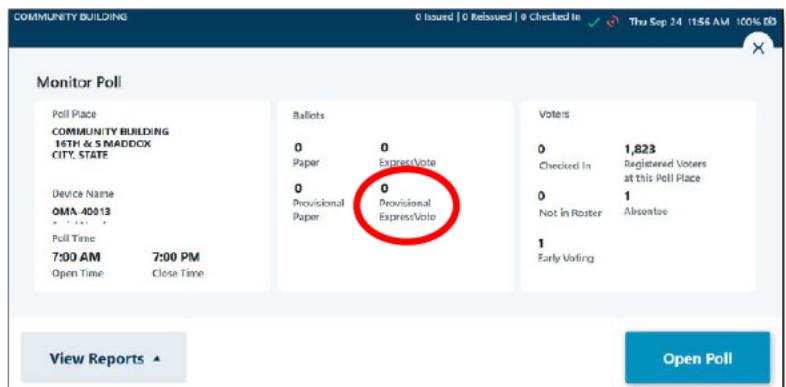 COMMUNITY BUILDING
0 Issued | 0 Reissued | 0 Checked In
Thu Sep 24 11:56 AM 100%
Monitor Poll
Poll Place
COMMUNITY BUILDING
16TH & S MADDOX
CITY, STATE
Device Name
OMA-40013
Poll Time
7:00 AM
Open Time
7:00 PM
Close Time
Ballots
0
Paper
0
ExpressVote
0
Provisional
Paper
0
Provisional
ExpressVote
Voters
0
Checked In
1,823
Registered Voters
at this Poll Place
0
Not in Roster
1
Absentee
1
Early Voting
View Reports
Open Poll